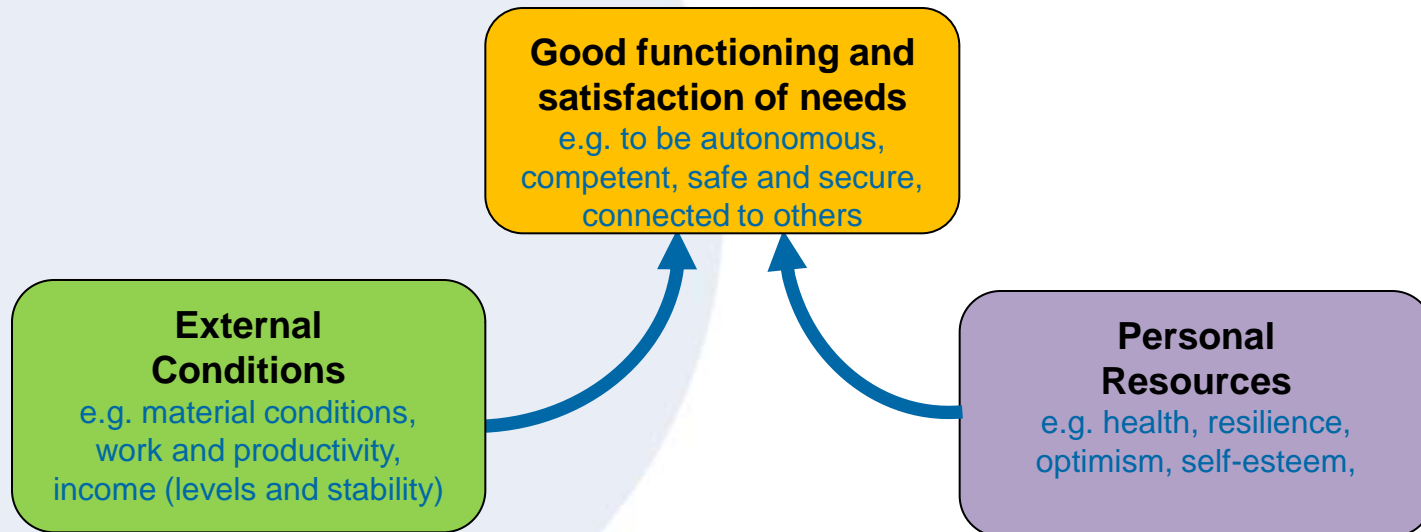 Good functioning and
satisfaction of needs
e.g. to be autonomous,
competent, safe and secure,
connected to others
External
Conditions
e.g. material conditions,
work and productivity,
income (levels and stability)
Personal
Resources
e.g. health, resilience,
optimism, self-esteem,